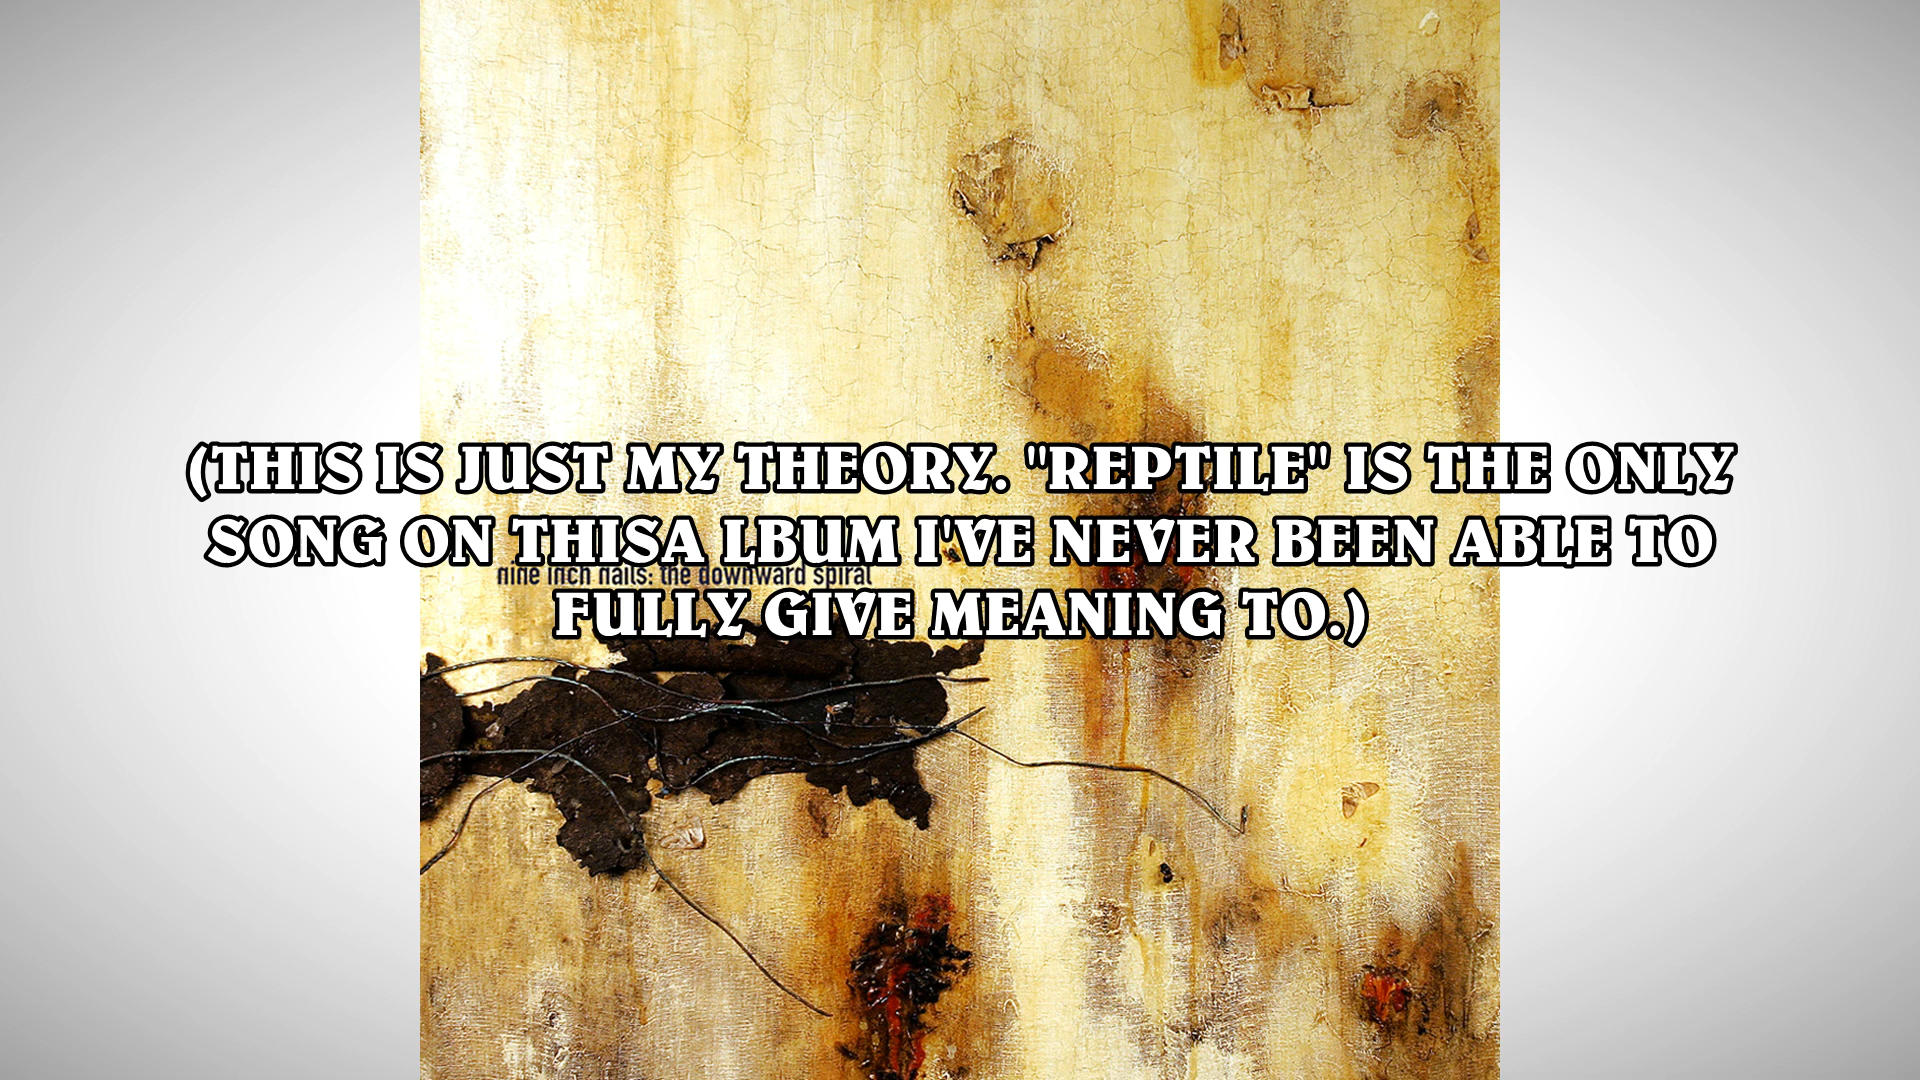 (THIS IS JUST MY THEORY. "REPTILE" IS THE ONLY
SONG ON THISA LBUM I'VE NEVER BEEN ABLE TO
nine inch nails: the downward spiral
FULLY GIVE MEANING TO.)